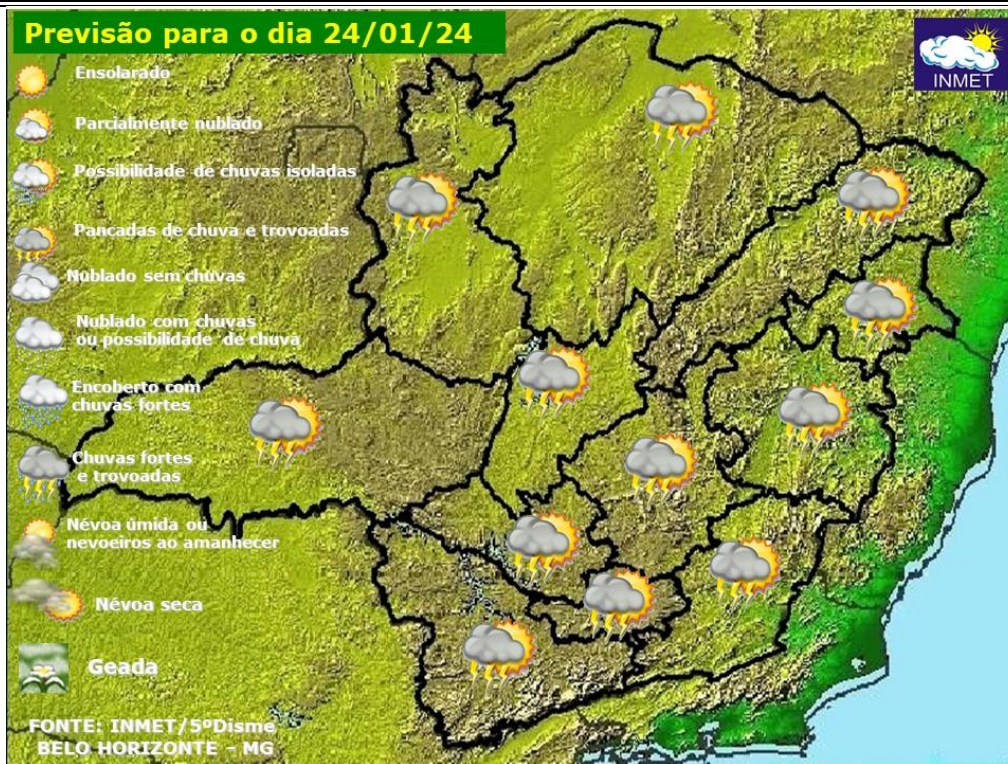 Previsão para o dia 24/01/24
INMET
Ensolarado
Parcialmente nublado
Possibilidade de chuvas isoladas
Pancadas de chuva e trovoadas
Nublado sem chuvas
Nublado com chuvas
ou possibilidade de chuva
Encoberto com
chuvas fortes
Chuvas fortes
e trovoadas
Névoa úmida ou
nevoeiros ao amanhecer
Névoa seca
Geada
FONTE: INMET/5ºDisme
BELO HORIZONTE - MG